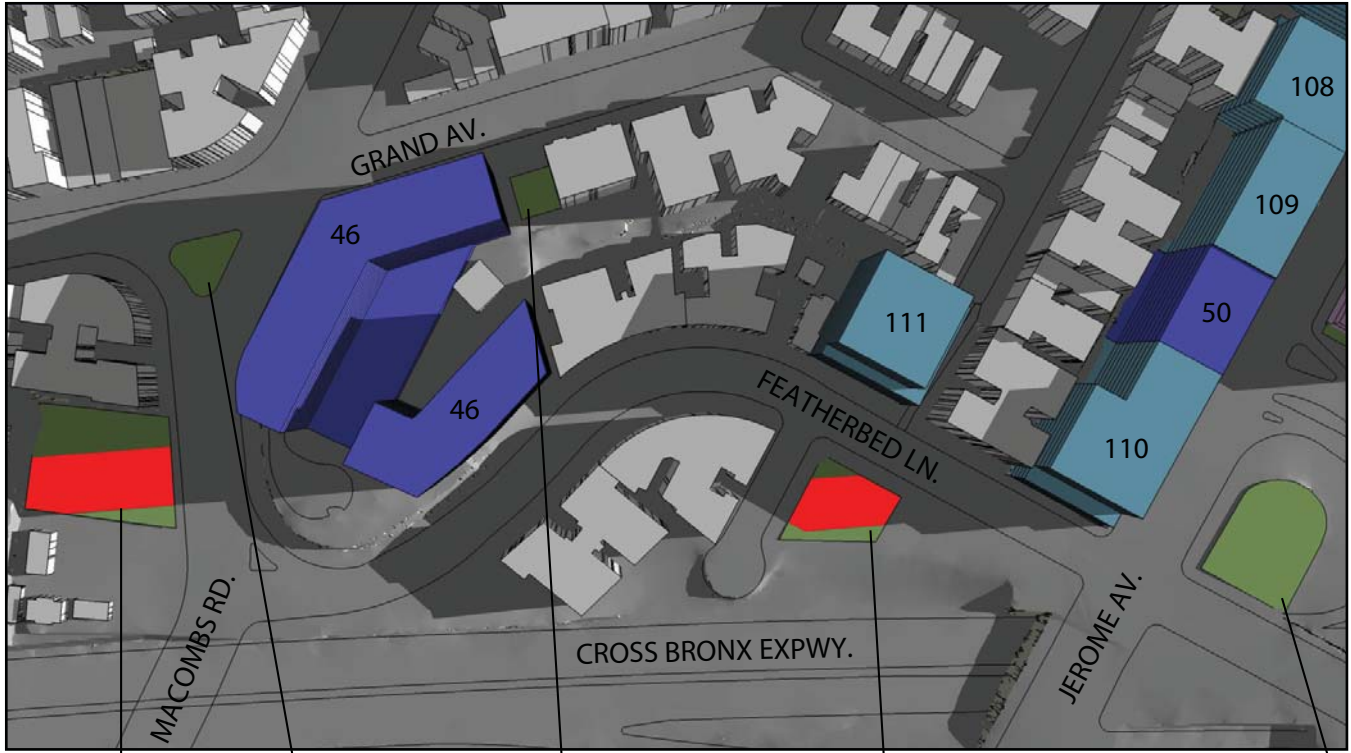 108
GRAND AV.
109
46
50
111
FEATHERBED LN.
46
110
MACOMBS RD.
JEROME AV.
CROSS BRONX EXPWY.